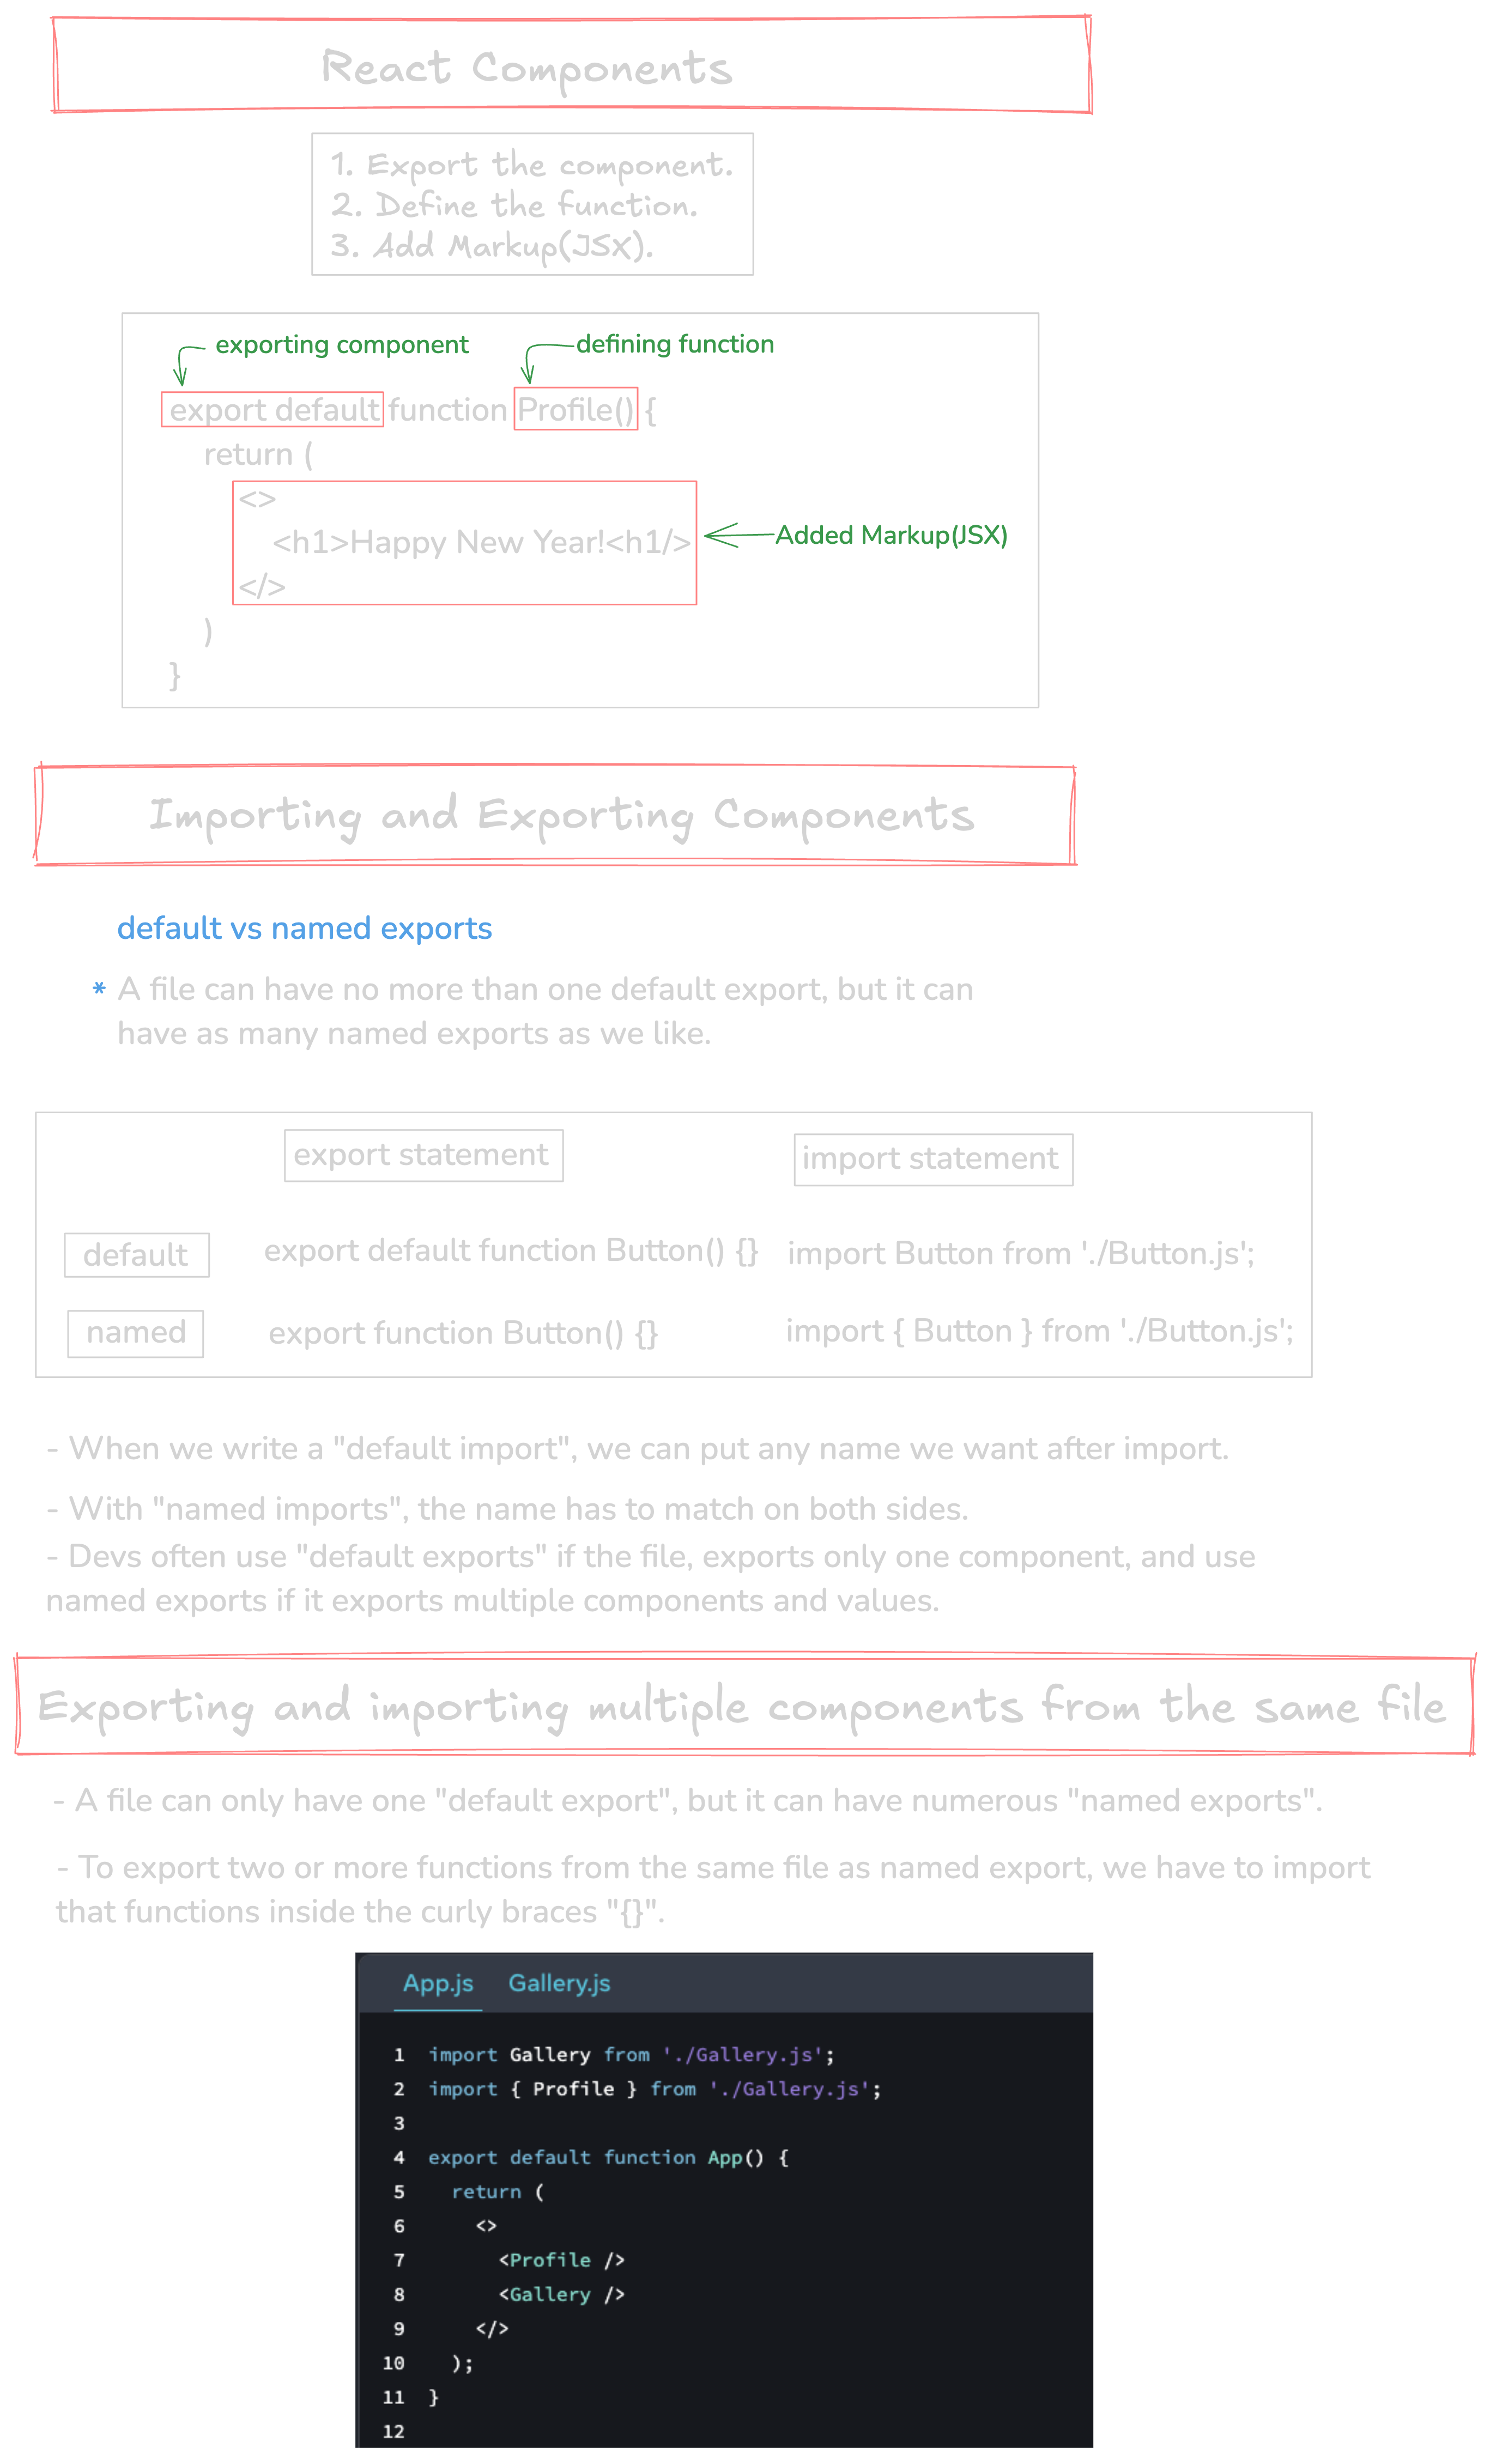 React Components
1. Export the component.
2. Define the function.
3. Add Markup(JSX).
exporting component
defining function
export default function Profile() {
return (
<>
<h1>Happy New Year!<h1/>
Added Markup(JSX)
</>
)
}
Importing and Exporting Components
default vs named exports
* A file can have no more than one default export, but it can
have as many named exports as we like.
export statement
import statement
default
export default function Button() {}
import Button from './Button.js';
named
export function Button() {}
import { Button } from './Button.js';
- When we write a "default import", we can put any name we want after import.
- With "named imports", the name has to match on both sides.
- Devs often use "default exports" if the file, exports only one component, and use
named exports if it exports multiple components and values.
Exporting and importing multiple components from the same file
- A file can only have one "default export", but it can have numerous "named exports".
- To export two or more functions from the same file as named export, we have to import
that functions inside the curly braces "{}".
App.js Gallery.js
1 import Gallery from './Gallery.js';
2 import { Profile } from './Gallery.js';
3
4 export default function App() {
5 return (
6 <>
7 <Profile />
8 <Gallery />
9 </>
10 );
11 }
12